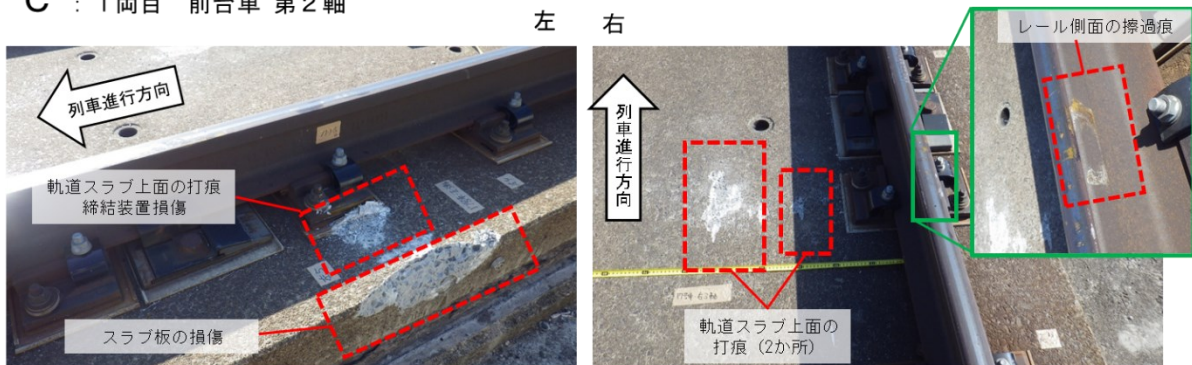 C : 1両目 前台車 第2軸
左
右
列車進行方向
軌道スラブ上面の打痕
締結装置損傷
スラブ板の損傷
列車進行方向
軌道スラブ上面の
打痕（2か所）
レール側面の擦過痕